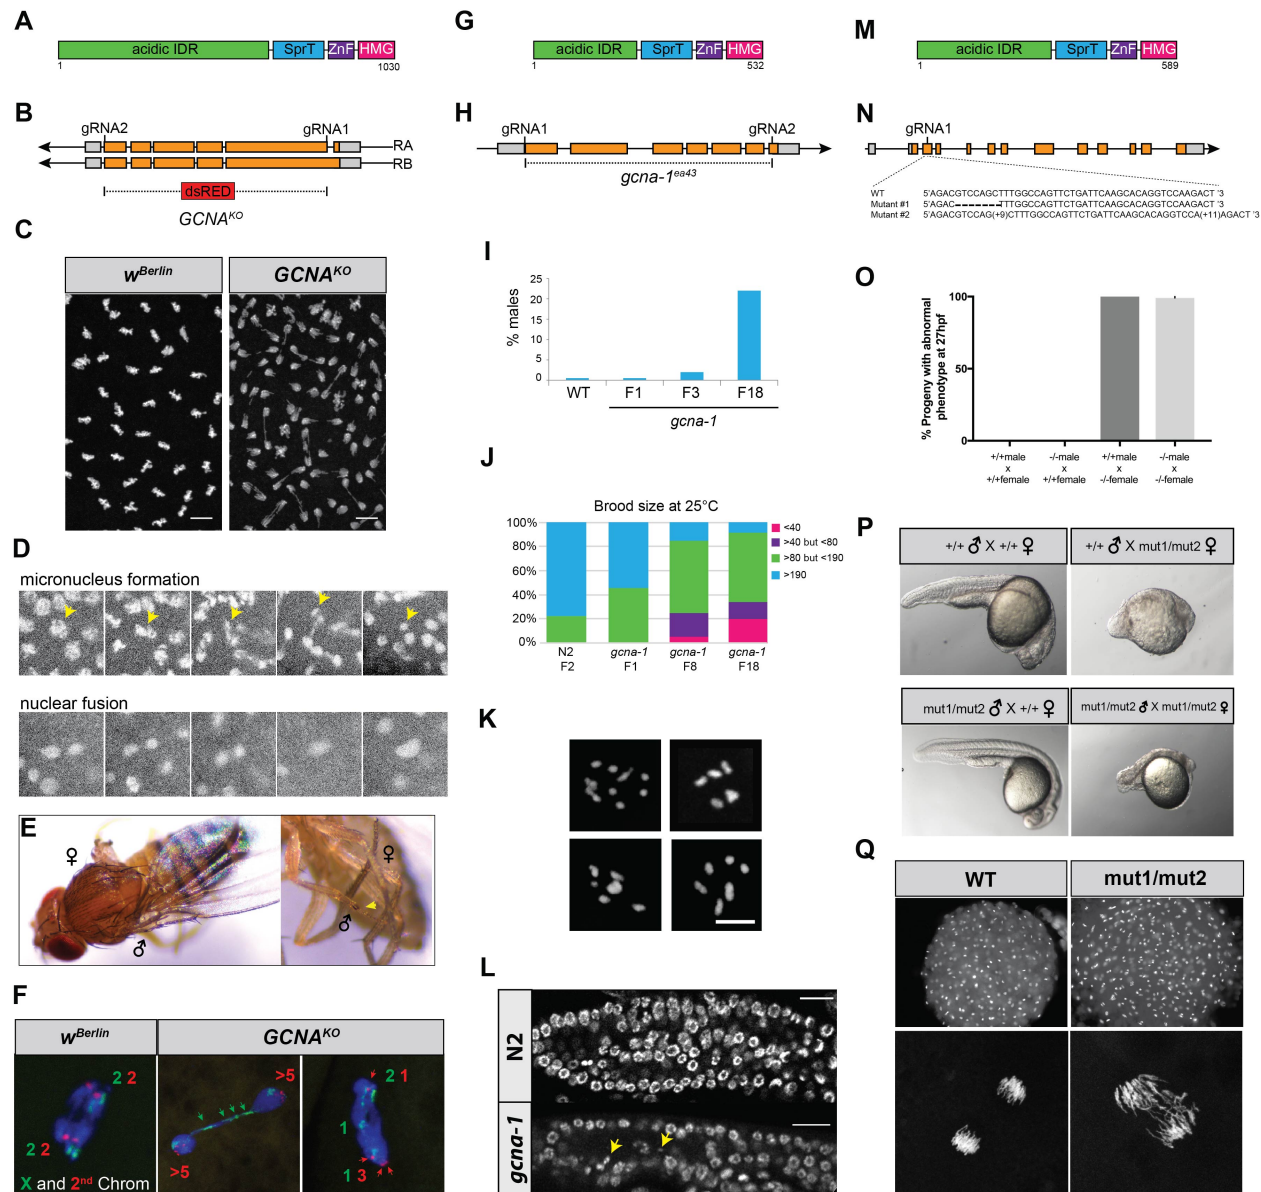 A
acidic IDR SprT ZnF HMG
1 1030
B
gRNA2 gRNA1
RA
RB
dsRED
GCNA^KO
C
w^Berlin GCNA^KO
D
micronucleus formation
nuclear fusion
E
♀ ♂ ♀ ♂
F
w^Berlin GCNA^KO
2 2
2 2
>5
>5
2 1
1
1 3
X and 2nd Chrom
G
acidic IDR SprT ZnF HMG
1 532
H
gRNA1 gRNA2
gcna-1^ea43
I
% males
25
20
15
10
5
0
WT F1 F3 F18
gcna-1
J
Brood size at 25°C
100%
80%
60%
40%
20%
0%
<40
>40 but <80
>80 but <190
>190
N2 gcna-1 gcna-1 gcna-1
F2 F1 F8 F18
K
L
N2
gcna-1
M
acidic IDR SprT ZnF HMG
1 589
N
gRNA1
WT 5'AGACGTCCAGCTTTGGCCAGTTCTGATTCAAGCACAGGTCCAAGACT '3
Mutant #1 5'AGAC-------TTTGGCCAGTTCTGATTCAAGCACAGGTCCAAGACT '3
Mutant #2 5'AGACGTCCAG(+9)CTTTGGCCAGTTCTGATTCAAGCACAGGTCCA(+11)AGACT '3
O
% Progeny with abnormal
phenotype at 27hpf
100
50
0
+/+male -/-male +/+male -/-male
x x x x
+/+female +/+female -/-female -/-female
P
+/+ ♂ X +/+ ♀
+/+ ♂ X mut1/mut2 ♀
mut1/mut2 ♂ X +/+ ♀
mut1/mut2 ♂ X mut1/mut2 ♀
Q
WT mut1/mut2